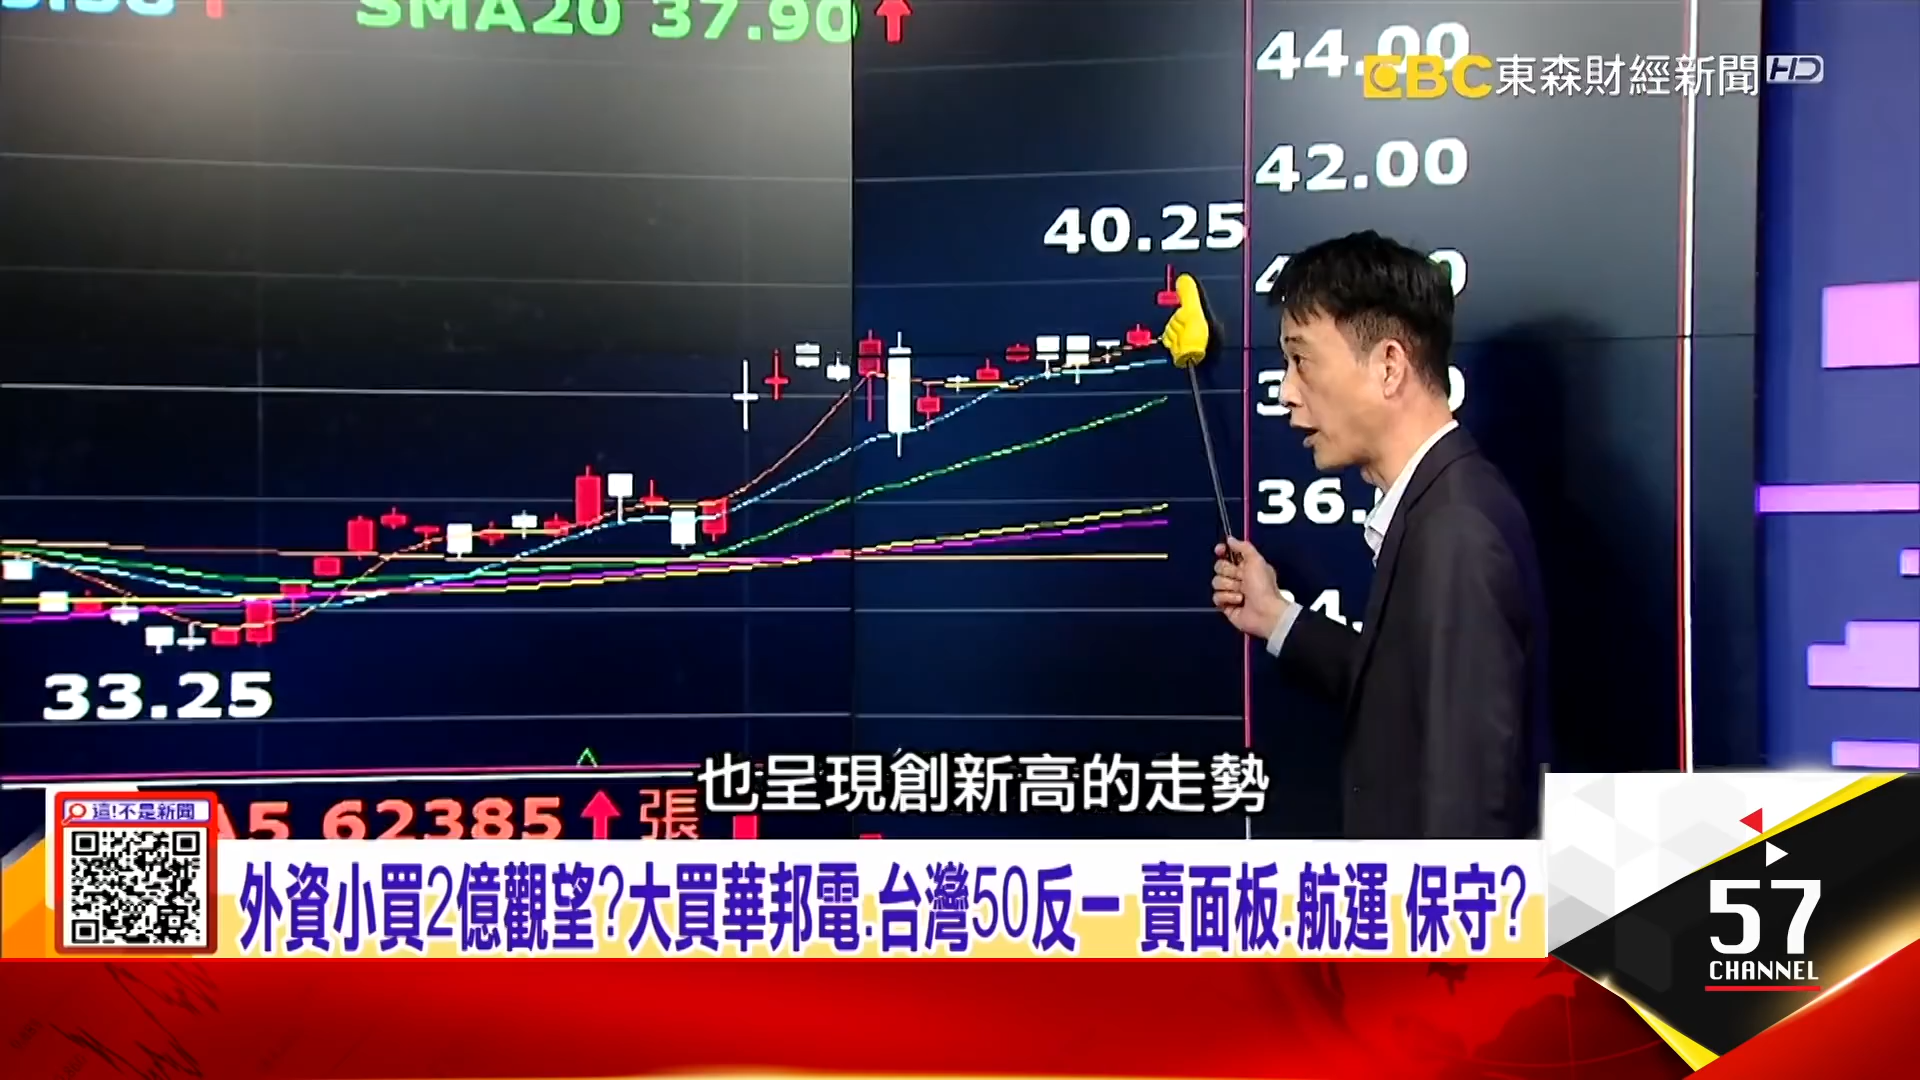 SMA20 37.90
44.00
EBC東森財經新聞HD
42.00
40.25
36.
33.25
也呈現創新高的走勢
A5 62385 張
這!不是新聞
外資小買2億觀望?大買華邦電.台灣50反一 賣面板.航運 保守?
57
CHANNEL